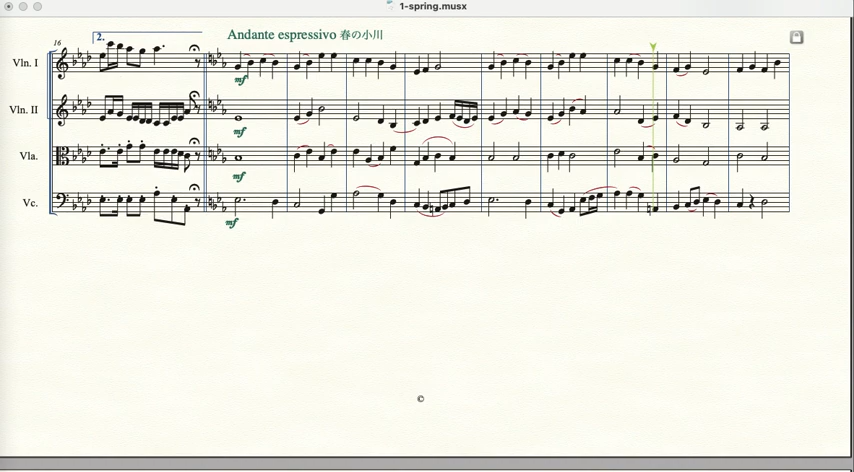 1-spring.musx
2.
Andante espressivo 春の小川
16
Vln. I
mf
Vln. II
mf
Vla.
mf
Vc.
mf
©